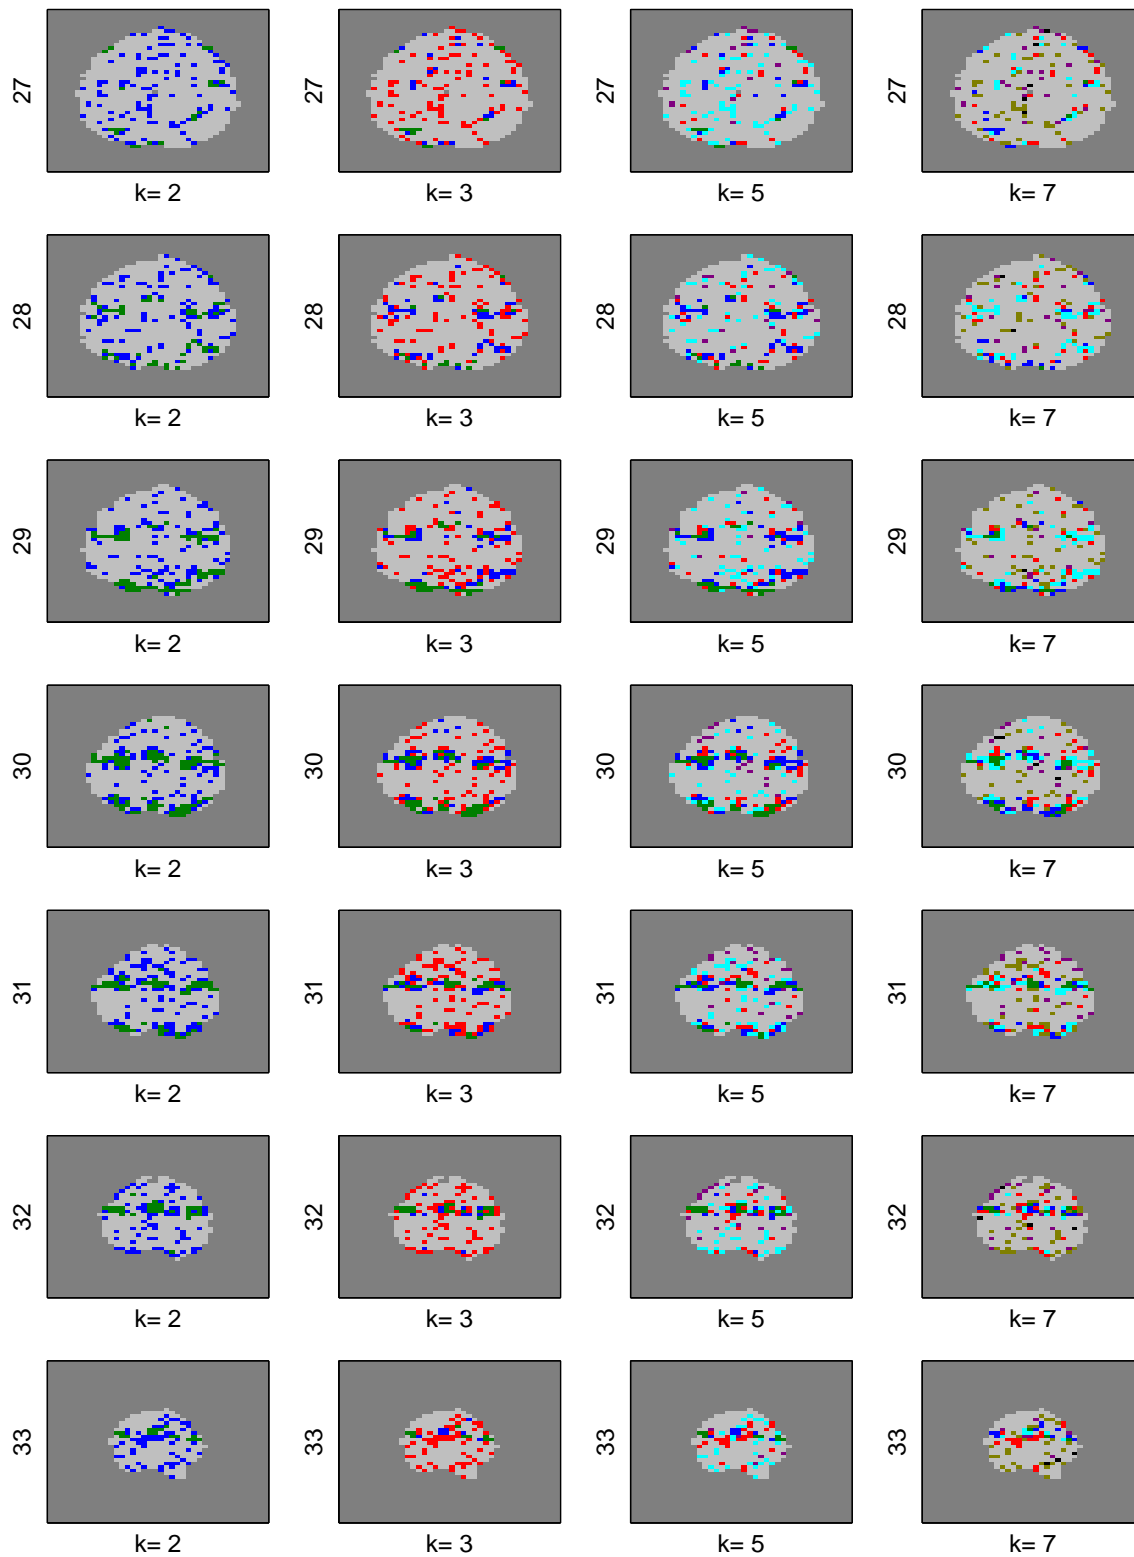 27 27 27 27
k= 2 k= 3 k= 5 k= 7
28 28 28 28
k= 2 k= 3 k= 5 k= 7
29 29 29 29
k= 2 k= 3 k= 5 k= 7
30 30 30 30
k= 2 k= 3 k= 5 k= 7
31 31 31 31
k= 2 k= 3 k= 5 k= 7
32 32 32 32
k= 2 k= 3 k= 5 k= 7
33 33 33 33
k= 2 k= 3 k= 5 k= 7